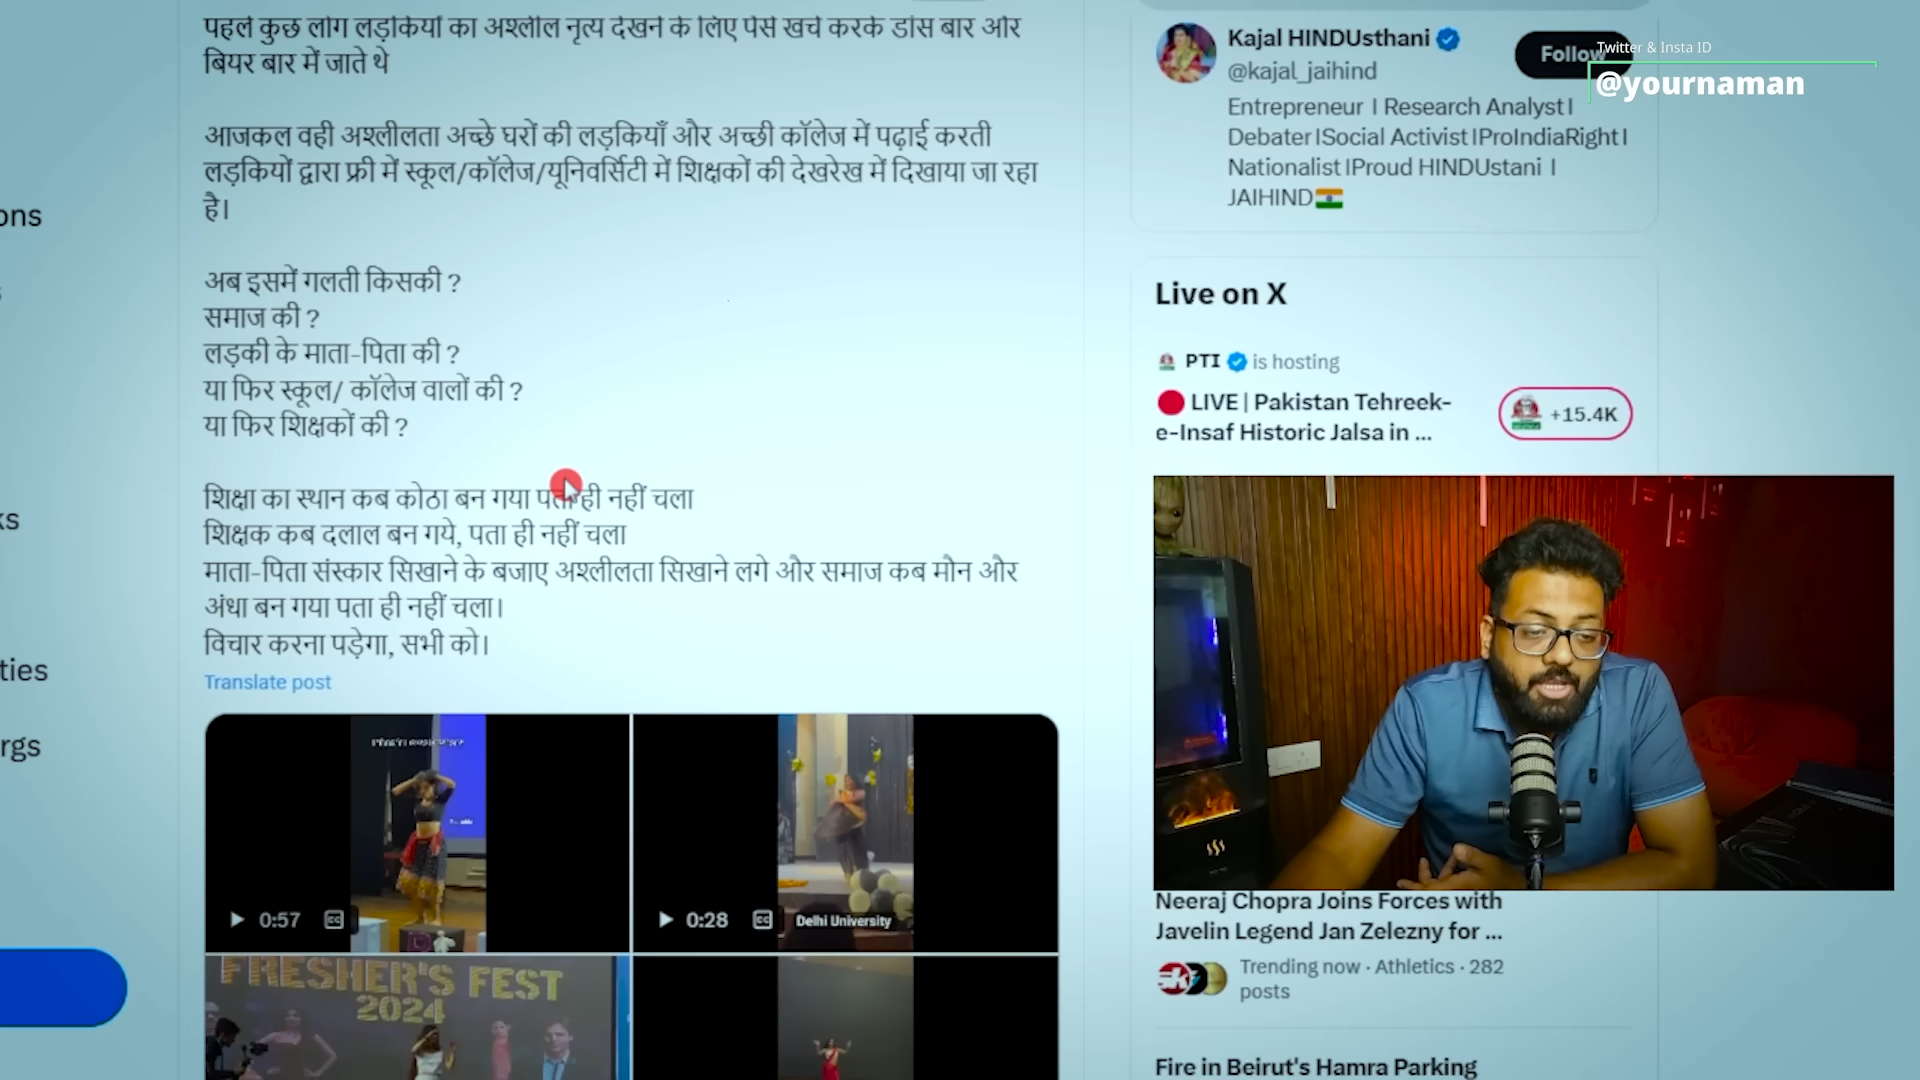 पहले कुछ लोग लड़कियों का अश्लील नृत्य देखने के लिए पैसे खर्च करके डांस बार और
बियर बार में जाते थे
आजकल वही अश्लीलता अच्छे घरों की लड़कियाँ और अच्छी कॉलेज में पढ़ाई करती
लड़कियों द्वारा फ्री में स्कूल/कॉलेज/यूनिवर्सिटी में शिक्षकों की देखरेख में दिखाया जा रहा
है।
अब इसमें गलती किसकी ?
समाज की ?
लड़की के माता-पिता की ?
या फिर स्कूल/ कॉलेज वालों की ?
या फिर शिक्षकों की ?
शिक्षा का स्थान कब कोठा बन गया पता ही नहीं चला
शिक्षक कब दलाल बन गये, पता ही नहीं चला
माता-पिता संस्कार सिखाने के बजाए अश्लीलता सिखाने लगे और समाज कब मौन और
अंधा बन गया पता ही नहीं चला।
विचार करना पड़ेगा, सभी को।
Translate post
0:57
CC
0:28
CC
Delhi University
FRESHER'S FEST
2024
ons
ks
ties
rgs
Kajal HINDUsthani
@kajal_jaihind
Follow
Twitter & Insta ID
@yournaman
Entrepreneur I Research Analyst I
Debater ISocial Activist IProIndiaRight I
Nationalist IProud HINDUstani I
JAIHIND
Live on X
PTI is hosting
LIVE | Pakistan Tehreek-
e-Insaf Historic Jalsa in ...
+15.4K
Neeraj Chopra Joins Forces with
Javelin Legend Jan Zelezny for ...
Trending now · Athletics · 282
posts
Fire in Beirut's Hamra Parking